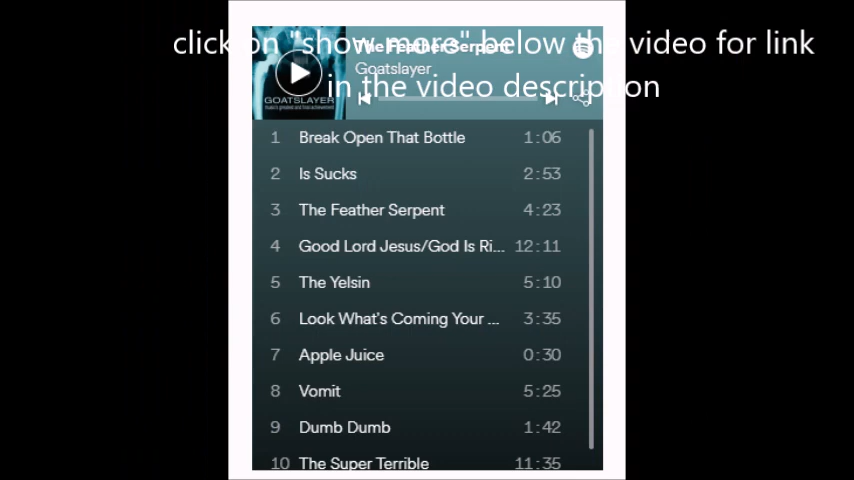 click on "show more" below the video for link
in the video description
The Feather Serpent
Goatslayer
GOATSLAYER
1 Break Open That Bottle 1:06
2 Is Sucks 2:53
3 The Feather Serpent 4:23
4 Good Lord Jesus/God Is Ri... 12:11
5 The Yelsin 5:10
6 Look What's Coming Your ... 3:35
7 Apple Juice 0:30
8 Vomit 5:25
9 Dumb Dumb 1:42
10 The Super Terrible 11:35